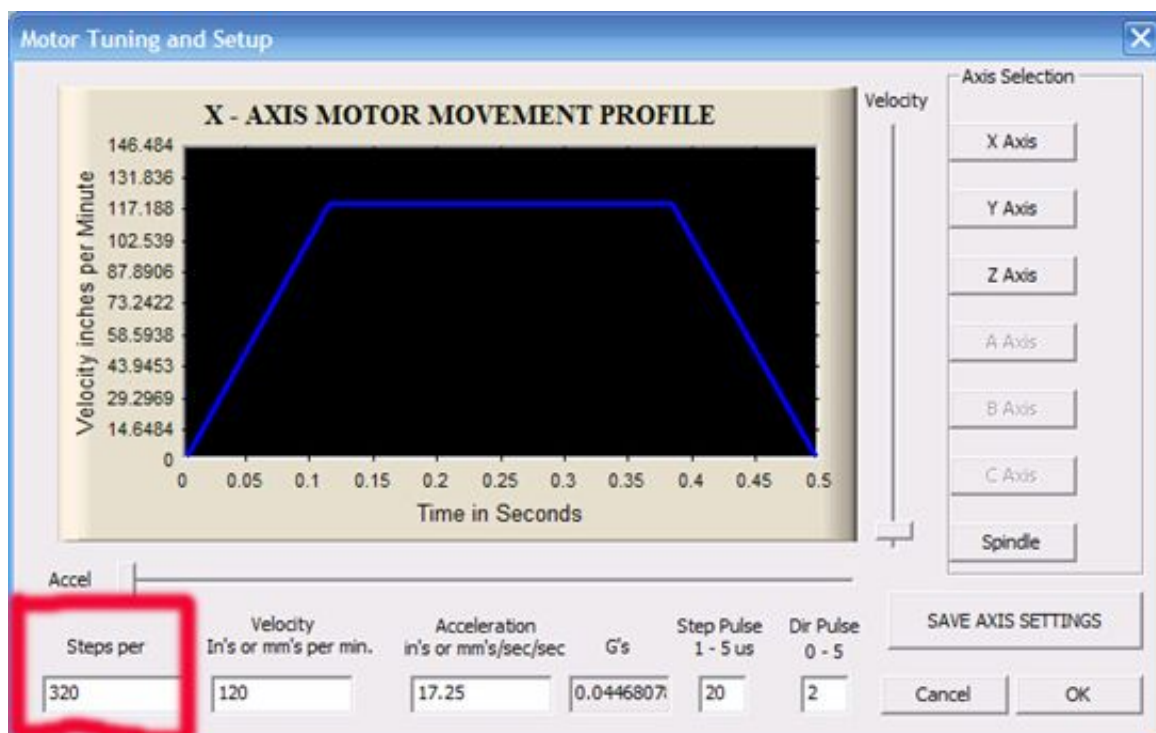 Motor Tuning and Setup
X - AXIS MOTOR MOVEMENT PROFILE
Velocity inches per Minute
146.484
131.836
117.188
102.539
87.8906
73.2422
58.5938
43.9453
29.2969
14.6484
0
0 0.05 0.1 0.15 0.2 0.25 0.3 0.35 0.4 0.45 0.5
Time in Seconds
Velocity
Axis Selection
X Axis
Y Axis
Z Axis
A Axis
B Axis
C Axis
Spindle
Accel
Steps per
320
Velocity
In's or mm's per min.
120
Acceleration
in's or mm's/sec/sec
17.25
G's
0.0446807
Step Pulse
1 - 5 us
20
Dir Pulse
0 - 5
2
SAVE AXIS SETTINGS
Cancel
OK